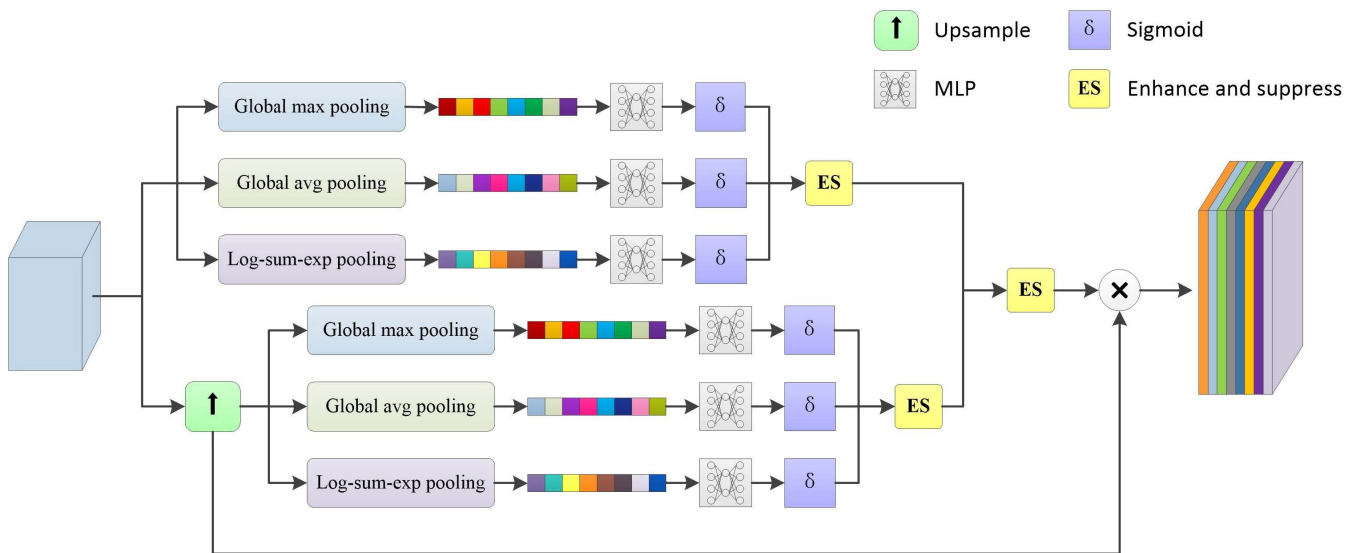 Upsample
δ Sigmoid
MLP
ES Enhance and suppress
Global max pooling
δ
Global avg pooling
δ
ES
Log-sum-exp pooling
δ
ES
Global max pooling
δ
Global avg pooling
δ
ES
Log-sum-exp pooling
δ